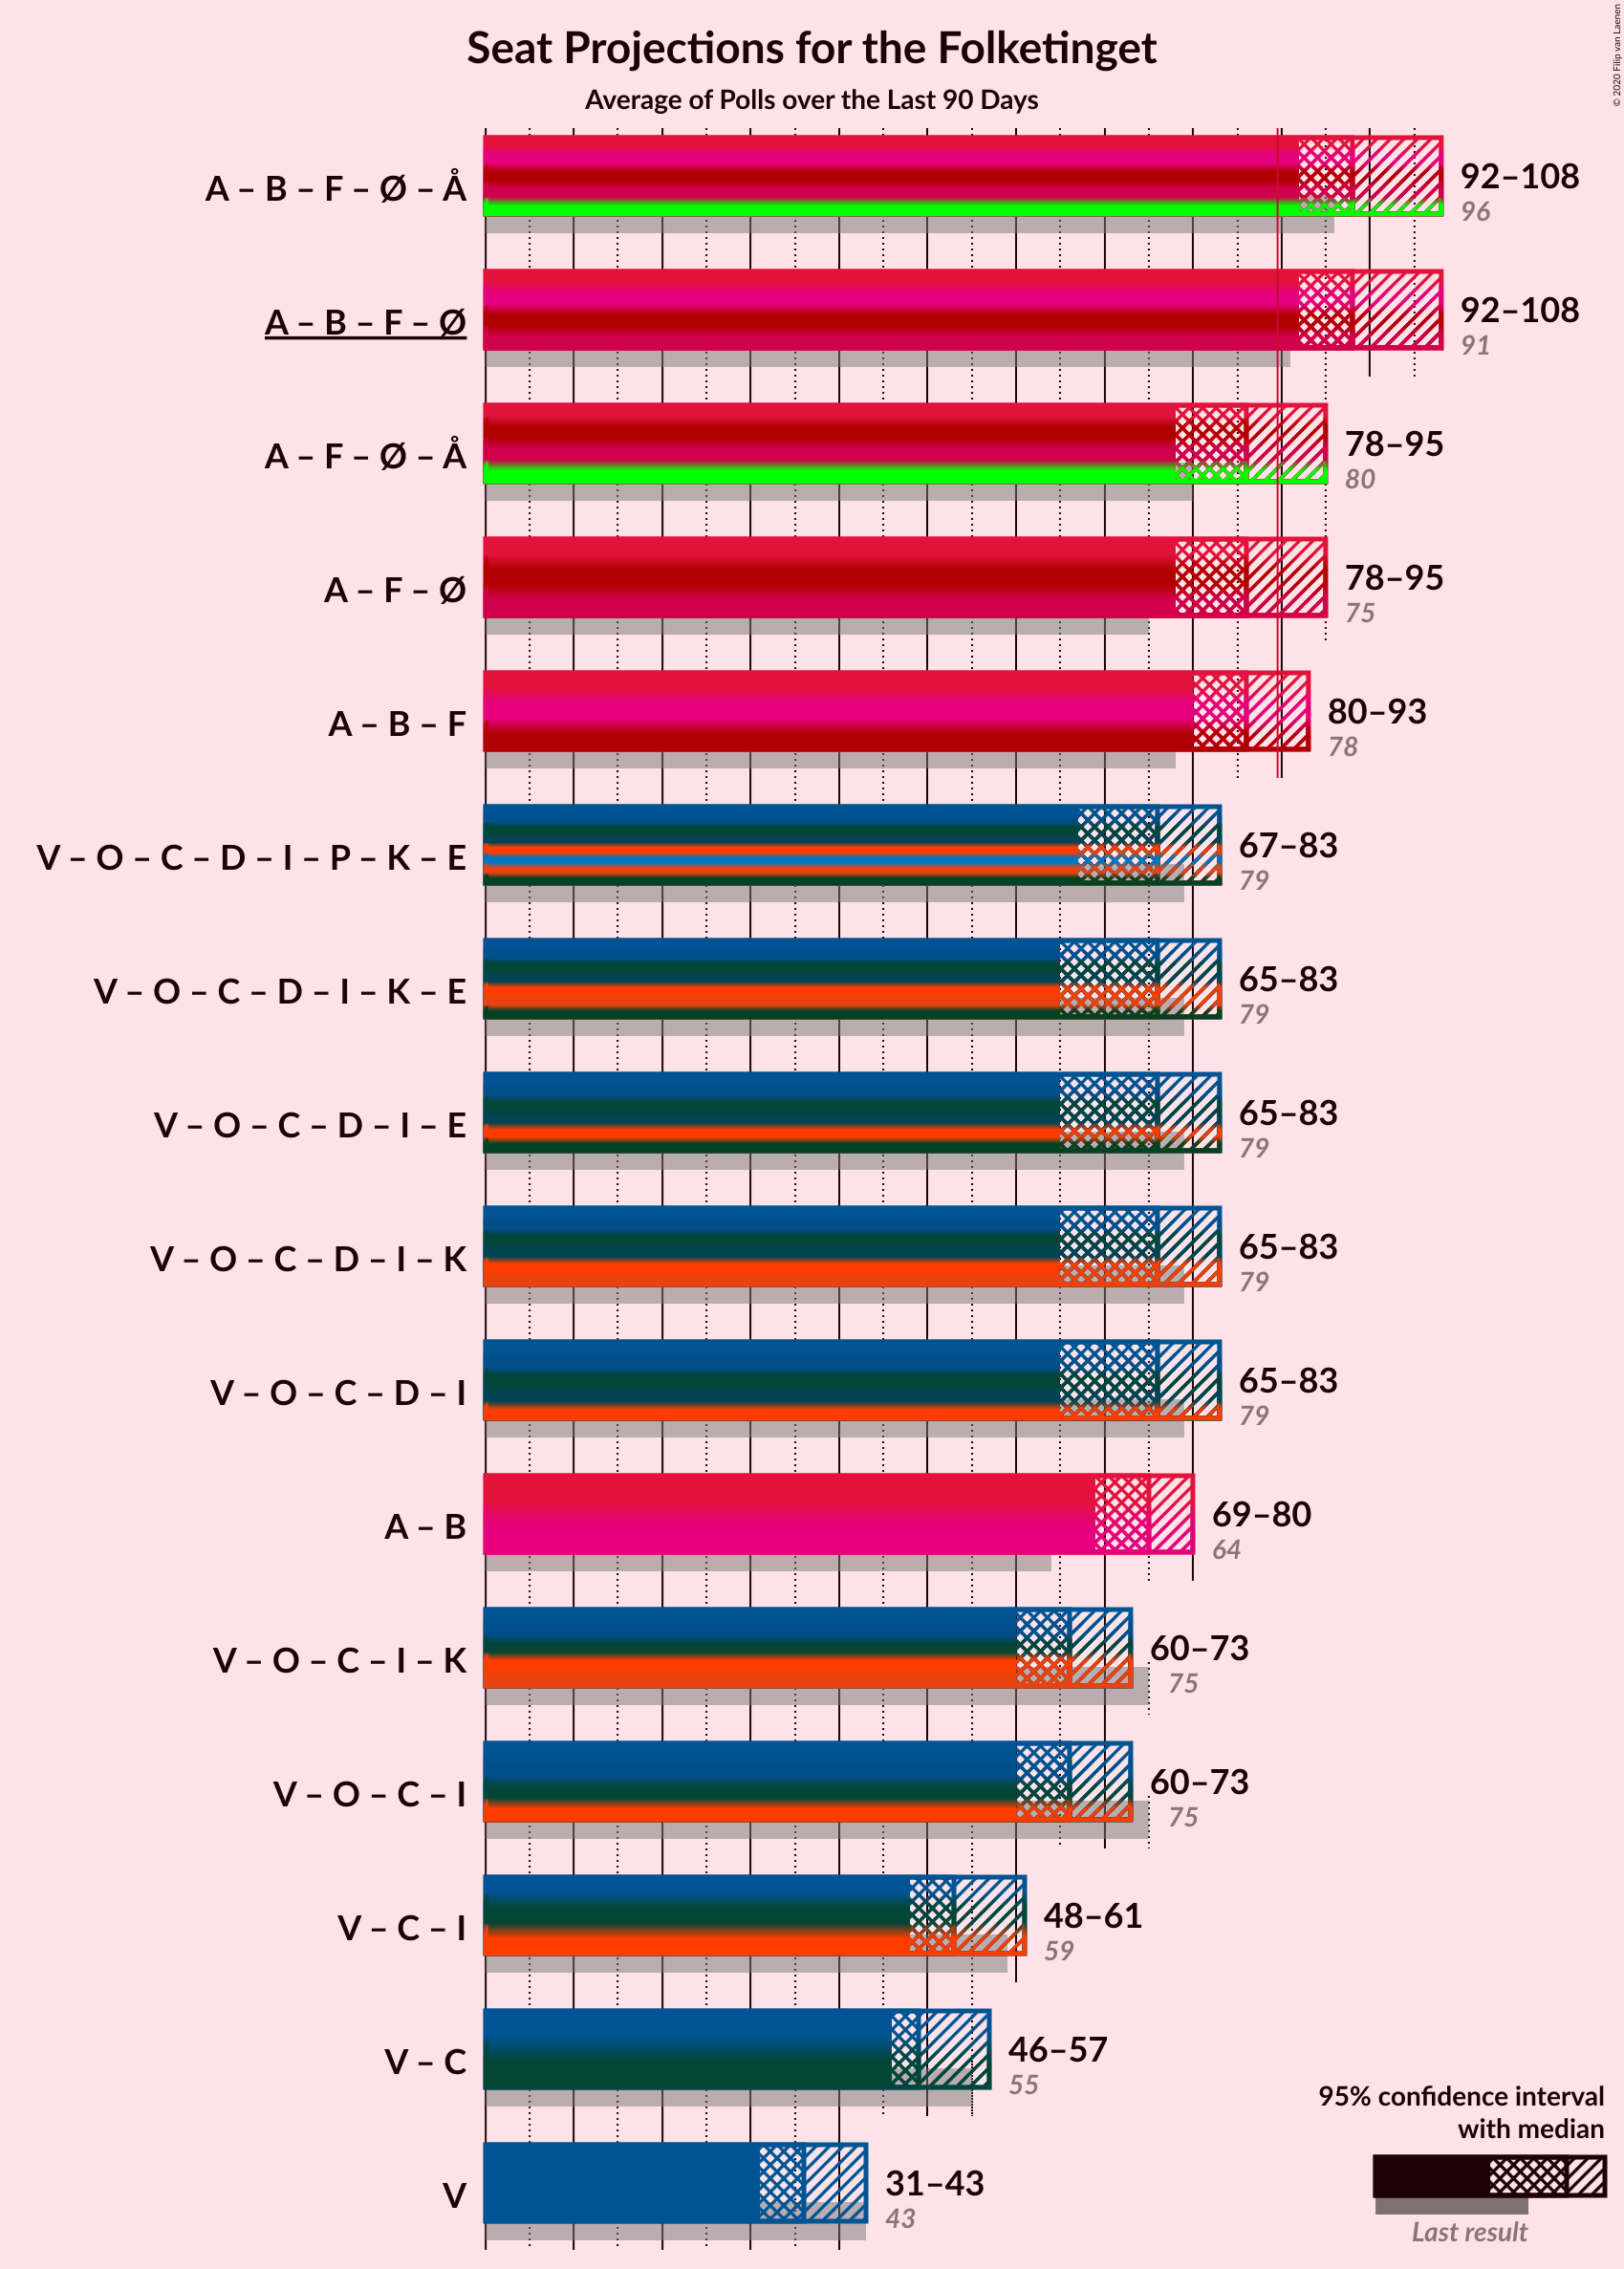 Seat Projections for the Folketinget
Average of Polls over the Last 90 Days
© 2020 Filip van Laenen
A – B – F – Ø – Å
92–108
96
A – B – F – Ø
92–108
91
A – F – Ø – Å
78–95
80
A – F – Ø
78–95
75
A – B – F
80–93
78
V – O – C – D – I – P – K – E
67–83
79
V – O – C – D – I – K – E
65–83
79
V – O – C – D – I – E
65–83
79
V – O – C – D – I – K
65–83
79
V – O – C – D – I
65–83
79
A – B
69–80
64
V – O – C – I – K
60–73
75
V – O – C – I
60–73
75
V – C – I
48–61
59
V – C
46–57
55
V
31–43
43
95% confidence interval
with median
Last result